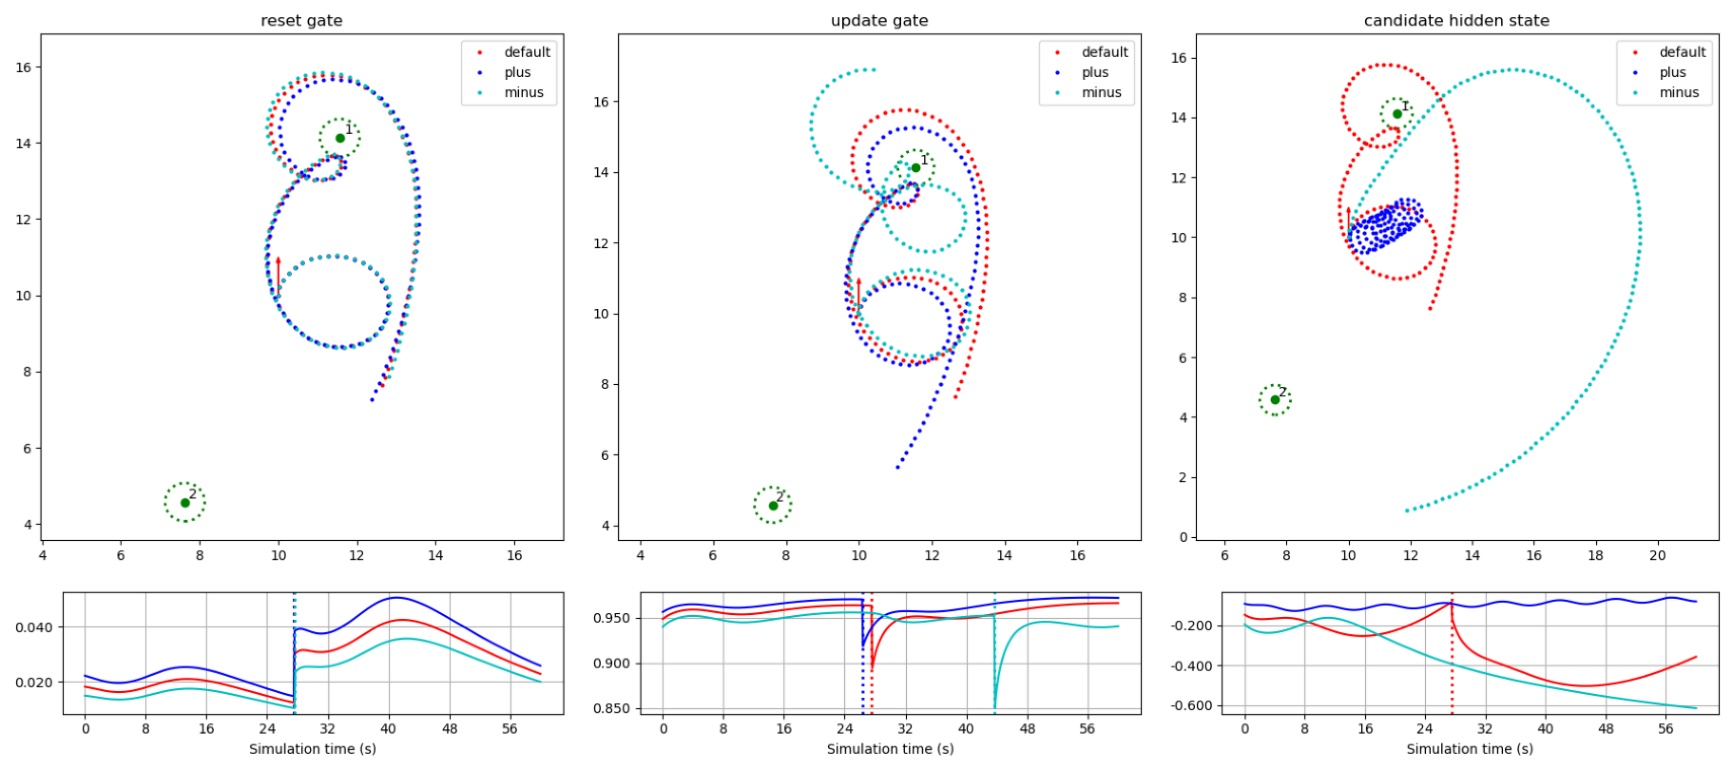 reset gate
update gate
candidate hidden state
default
plus
minus
default
plus
minus
default
plus
minus
16
14
12
10
8
6
4
1
2
4 6 8 10 12 14 16
16
14
12
10
8
6
4
1
2
4 6 8 10 12 14 16
16
14
12
10
8
6
4
2
0
1
2
6 8 10 12 14 16 18 20
0.040
0.020
0 8 16 24 32 40 48 56
Simulation time (s)
0.950
0.900
0.850
0 8 16 24 32 40 48 56
Simulation time (s)
-0.200
-0.400
-0.600
0 8 16 24 32 40 48 56
Simulation time (s)